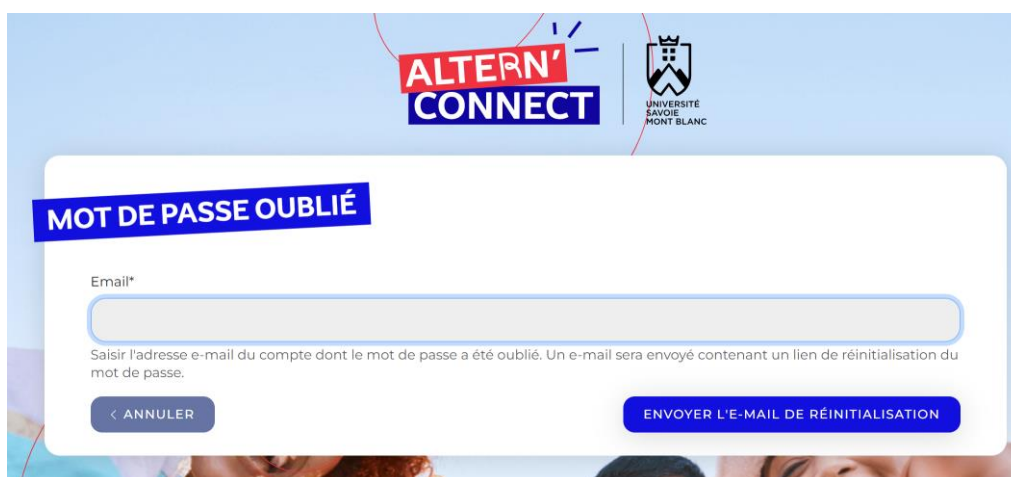 ALTERN'
CONNECT
UNIVERSITÉ
SAVOIE
MONT BLANC
MOT DE PASSE OUBLIÉ
Email*
Saisir l'adresse e-mail du compte dont le mot de passe a été oublié. Un e-mail sera envoyé contenant un lien de réinitialisation du
mot de passe.
< ANNULER
ENVOYER L'E-MAIL DE RÉINITIALISATION